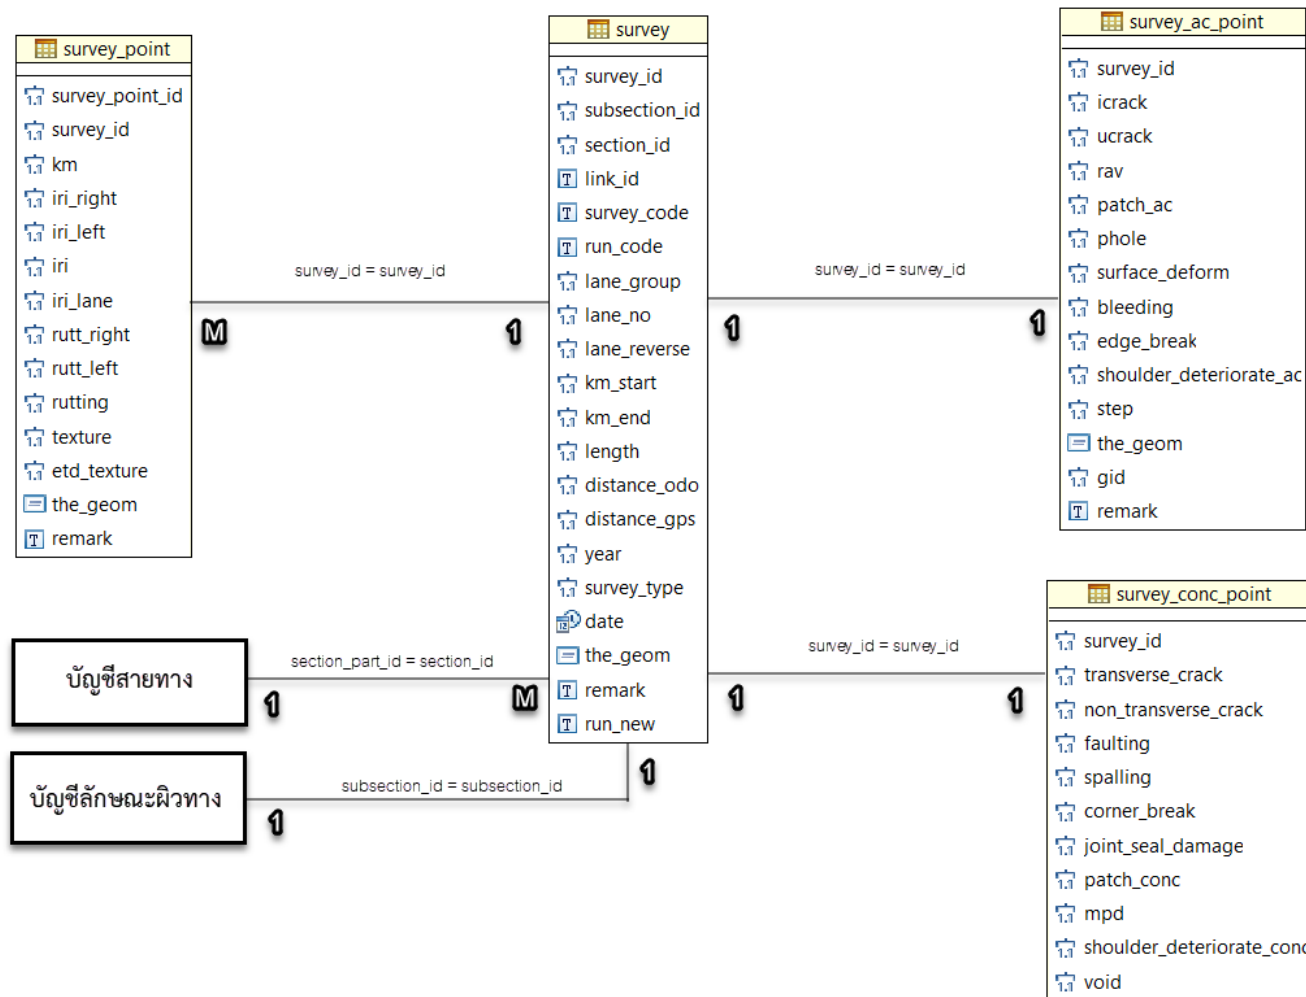 survey_point
survey_point_id
survey_id
km
iri_right
iri_left
iri
iri_lane
rutt_right
rutt_left
rutting
texture
etd_texture
the_geom
remark
survey_id = survey_id
M
1
survey
survey_id
subsection_id
section_id
link_id
survey_code
run_code
lane_group
lane_no
lane_reverse
km_start
km_end
length
distance_odo
distance_gps
year
survey_type
date
the_geom
remark
run_new
survey_id = survey_id
1
1
survey_ac_point
survey_id
icrack
ucrack
rav
patch_ac
phole
surface_deform
bleeding
edge_break
shoulder_deteriorate_ac
step
the_geom
gid
remark
บัญชีสายทาง
section_part_id = section_id
1
M
บัญชีลักษณะผิวทาง
subsection_id = subsection_id
1
1
survey_id = survey_id
1
1
survey_conc_point
survey_id
transverse_crack
non_transverse_crack
faulting
spalling
corner_break
joint_seal_damage
patch_conc
mpd
shoulder_deteriorate_conc
void